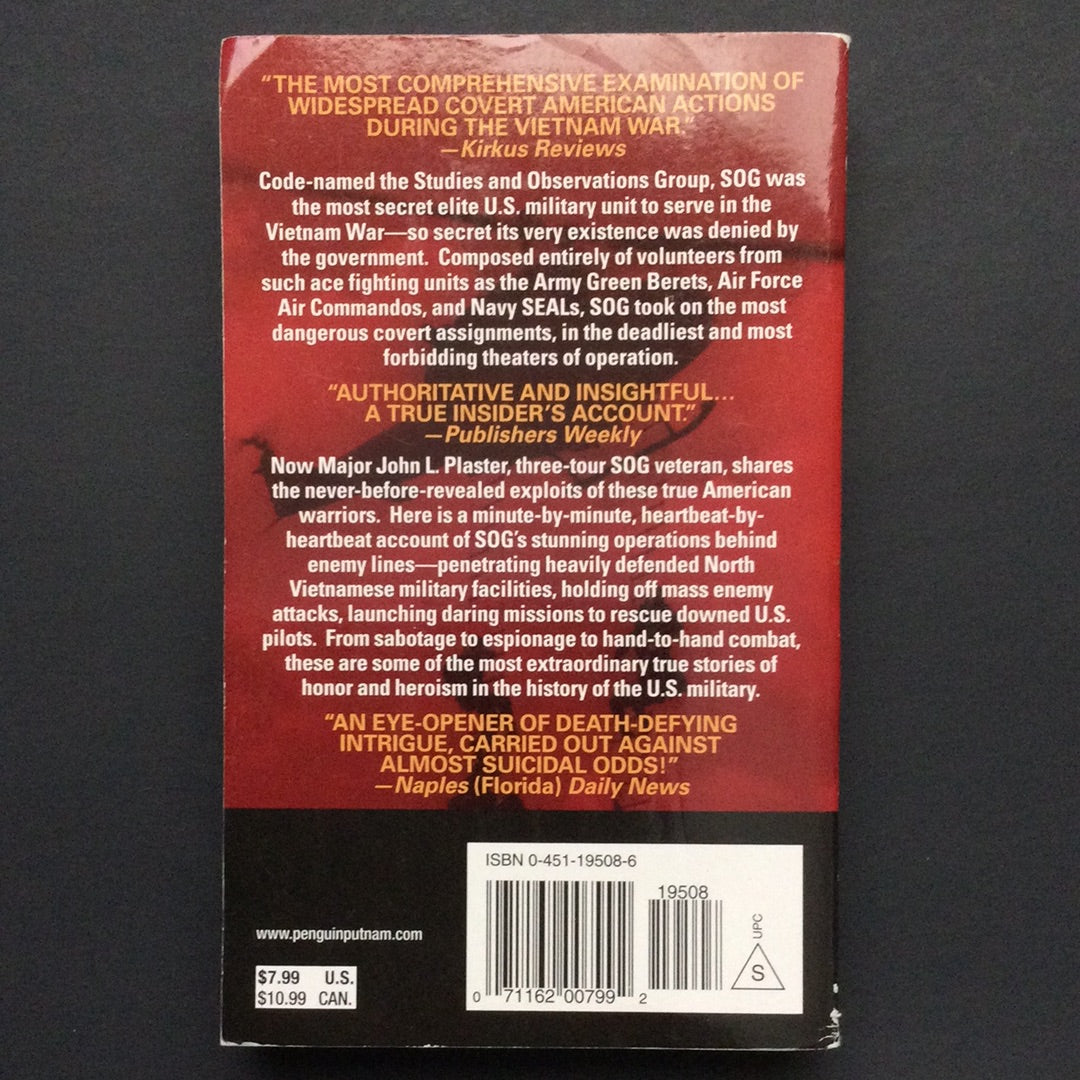 “THE MOST COMPREHENSIVE EXAMINATION OF
WIDESPREAD COVERT AMERICAN ACTIONS
DURING THE VIETNAM WAR.”
—Kirkus Reviews
Code-named the Studies and Observations Group, SOG was
the most secret elite U.S. military unit to serve in the
Vietnam War—so secret its very existence was denied by
the government. Composed entirely of volunteers from
such ace fighting units as the Army Green Berets, Air Force
Air Commandos, and Navy SEALs, SOG took on the most
dangerous covert assignments, in the deadliest and most
forbidding theaters of operation.
“AUTHORITATIVE AND INSIGHTFUL...
A TRUE INSIDER’S ACCOUNT.”
—Publishers Weekly
Now Major John L. Plaster, three-tour SOG veteran, shares
the never-before-revealed exploits of these true American
warriors. Here is a minute-by-minute, heartbeat-by-
heartbeat account of SOG’s stunning operations behind
enemy lines—penetrating heavily defended North
Vietnamese military facilities, holding off mass enemy
attacks, launching daring missions to rescue downed U.S.
pilots. From sabotage to espionage to hand-to-hand combat,
these are some of the most extraordinary true stories of
honor and heroism in the history of the U.S. military.
“AN EYE-OPENER OF DEATH-DEFYING
INTRIGUE, CARRIED OUT AGAINST
ALMOST SUICIDAL ODDS!”
—Naples (Florida) Daily News
ISBN 0-451-19508-6
19508
UPC
S
0 71162 00799 2
www.penguinputnam.com
$7.99 U.S.
$10.99 CAN.